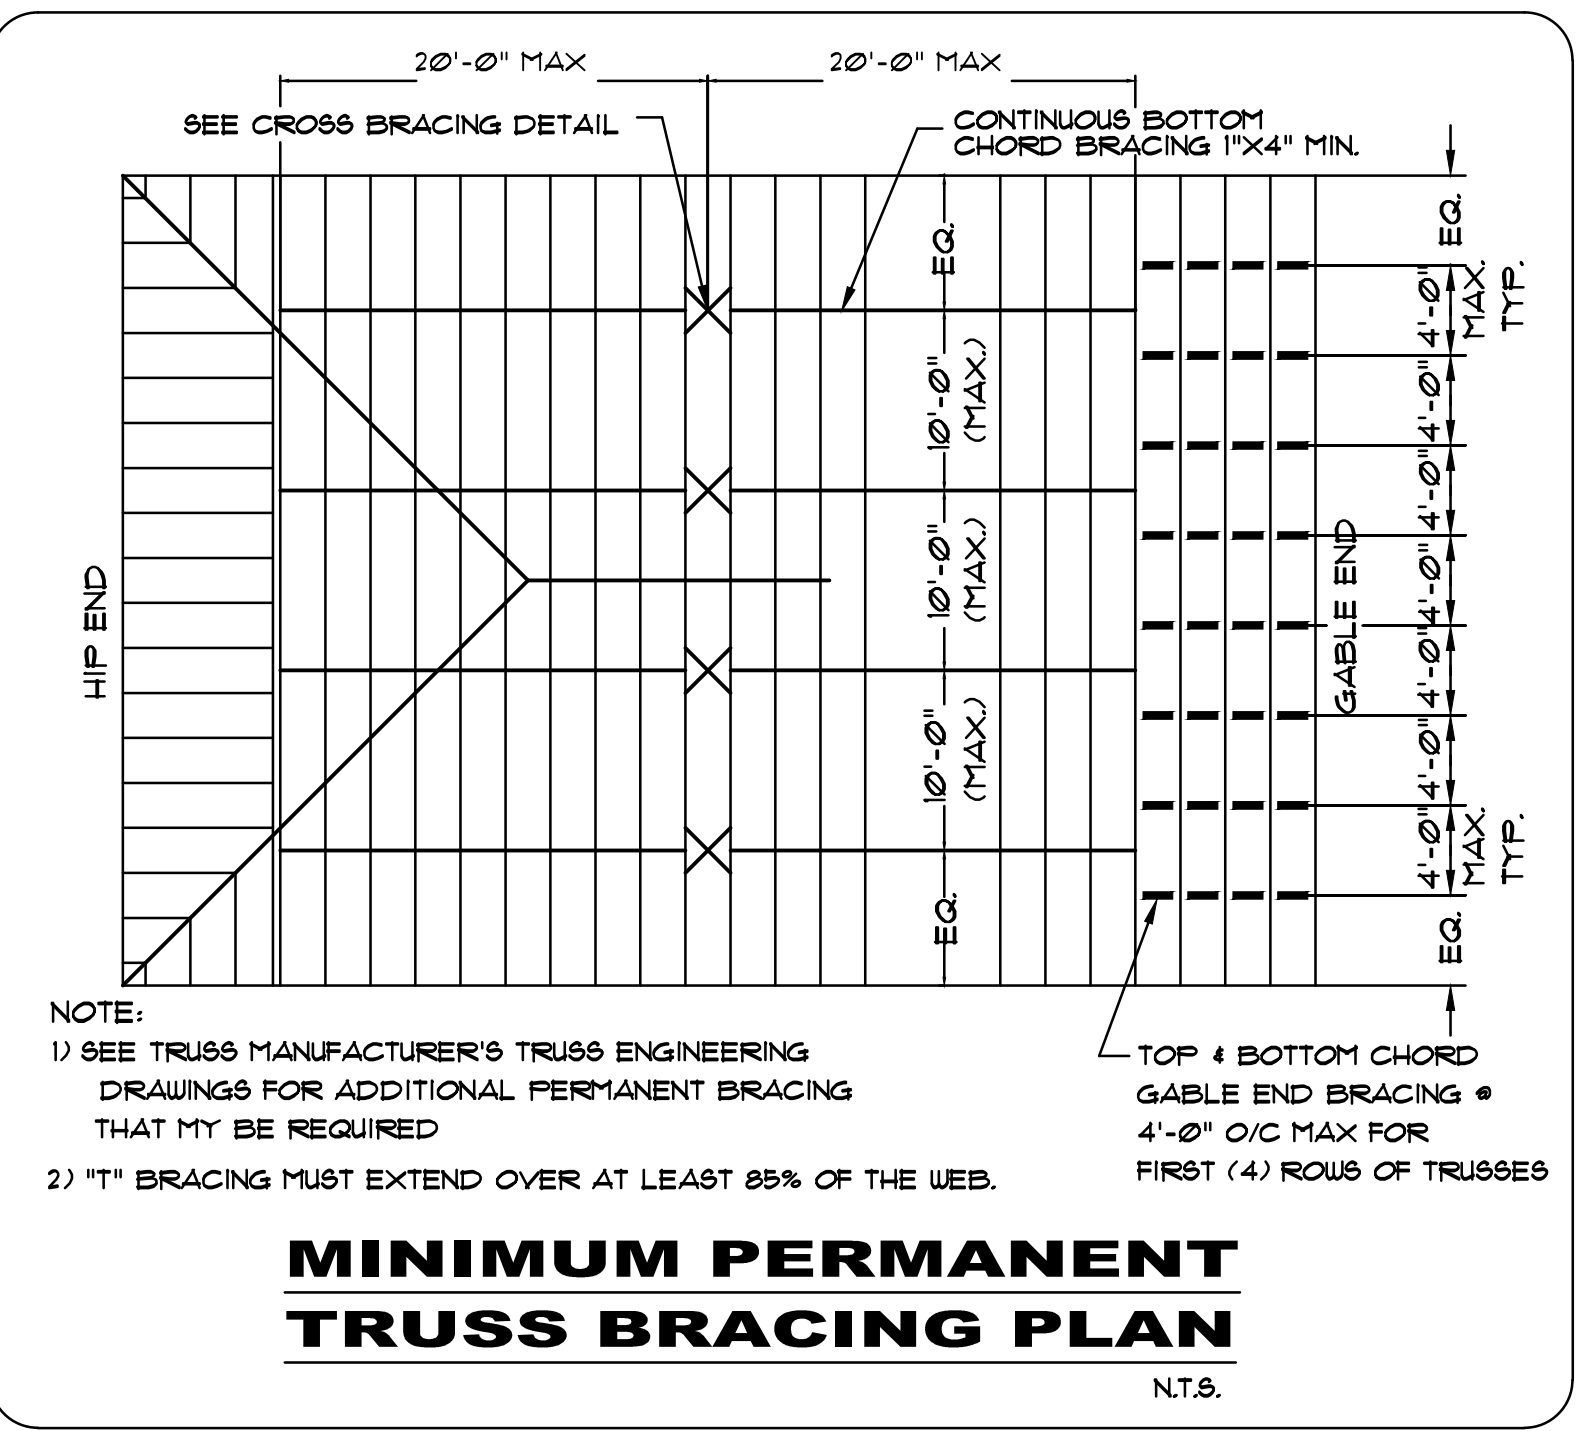 20'-0" MAX
20'-0" MAX
SEE CROSS BRACING DETAIL
CONTINUOUS BOTTOM
CHORD BRACING 1"X4" MIN.
EQ.
10'-0"
(MAX.)
10'-0"
(MAX.)
10'-0"
(MAX.)
EQ.
HIP END
GABLE END
EQ.
4'-0"
MAX.
TYP.
4'-0"
4'-0"
4'-0"
4'-0"
4'-0"
4'-0"
MAX.
TYP.
EQ.
NOTE:
1) SEE TRUSS MANUFACTURER'S TRUSS ENGINEERING
DRAWINGS FOR ADDITIONAL PERMANENT BRACING
THAT MY BE REQUIRED
2) "T" BRACING MUST EXTEND OVER AT LEAST 85% OF THE WEB.
TOP & BOTTOM CHORD
GABLE END BRACING @
4'-0" O/C MAX FOR
FIRST (4) ROWS OF TRUSSES
MINIMUM PERMANENT
TRUSS BRACING PLAN
N.T.S.